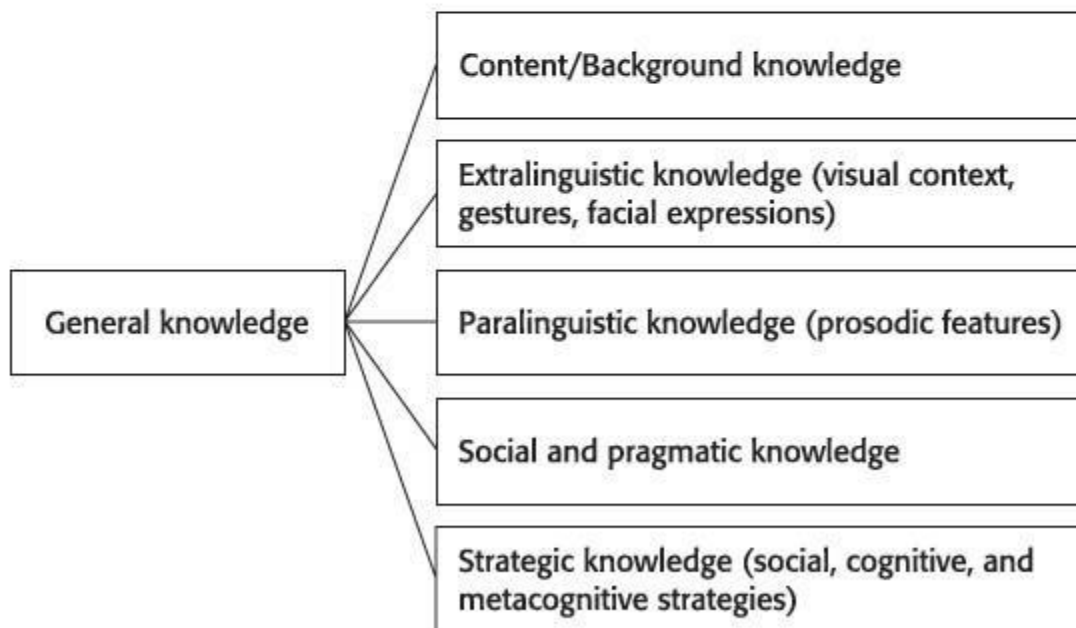 Content/Background knowledge
Extralinguistic knowledge (visual context,
gestures, facial expressions)
General knowledge
Paralinguistic knowledge (prosodic features)
Social and pragmatic knowledge
Strategic knowledge (social, cognitive, and
metacognitive strategies)